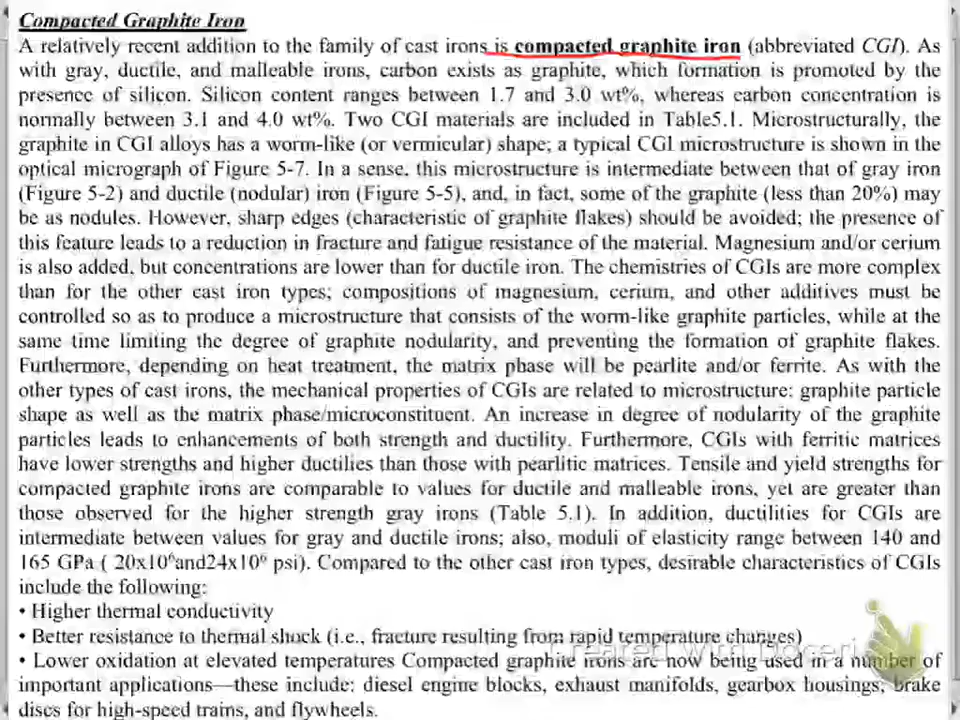 Compacted Graphite Iron
A relatively recent addition to the family of cast irons is compacted graphite iron (abbreviated CGI). As
with gray, ductile, and malleable irons, carbon exists as graphite, which formation is promoted by the
presence of silicon. Silicon content ranges between 1.7 and 3.0 wt%, whereas carbon concentration is
normally between 3.1 and 4.0 wt%. Two CGI materials are included in Table5.1. Microstructurally, the
graphite in CGI alloys has a worm-like (or vermicular) shape; a typical CGI microstructure is shown in the
optical micrograph of Figure 5-7. In a sense, this microstructure is intermediate between that of gray iron
(Figure 5-2) and ductile (nodular) iron (Figure 5-5), and, in fact, some of the graphite (less than 20%) may
be as nodules. However, sharp edges (characteristic of graphite flakes) should be avoided; the presence of
this feature leads to a reduction in fracture and fatigue resistance of the material. Magnesium and/or cerium
is also added, but concentrations are lower than for ductile iron. The chemistries of CGIs are more complex
than for the other cast iron types; compositions of magnesium, cerium, and other additives must be
controlled so as to produce a microstructure that consists of the worm-like graphite particles, while at the
same time limiting the degree of graphite nodularity, and preventing the formation of graphite flakes.
Furthermore, depending on heat treatment, the matrix phase will be pearlite and/or ferrite. As with the
other types of cast irons, the mechanical properties of CGIs are related to microstructure: graphite particle
shape as well as the matrix phase/microconstituent. An increase in degree of nodularity of the graphite
particles leads to enhancements of both strength and ductility. Furthermore, CGIs with ferritic matrices
have lower strengths and higher ductilies than those with pearlitic matrices. Tensile and yield strengths for
compacted graphite irons are comparable to values for ductile and malleable irons, yet are greater than
those observed for the higher strength gray irons (Table 5.1). In addition, ductilities for CGIs are
intermediate between values for gray and ductile irons; also, moduli of elasticity range between 140 and
165 GPa ( 20x10⁶and24x10⁶ psi). Compared to the other cast iron types, desirable characteristics of CGIs
include the following:
• Higher thermal conductivity
• Better resistance to thermal shock (i.e., fracture resulting from rapid temperature changes)
Created with Doceri
• Lower oxidation at elevated temperatures Compacted graphite irons are now being used in a number of
important applications—these include: diesel engine blocks, exhaust manifolds, gearbox housings, brake
discs for high-speed trains, and flywheels.